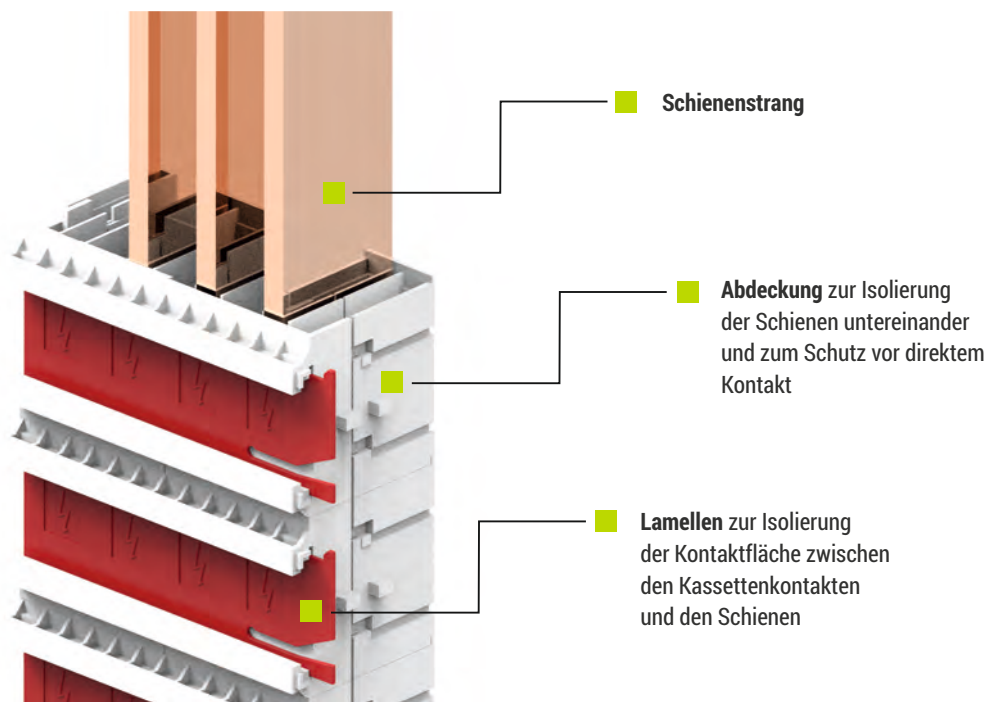 Schienenstrang
Abdeckung zur Isolierung
der Schienen untereinander
und zum Schutz vor direktem
Kontakt
Lamellen zur Isolierung
der Kontaktfläche zwischen
den Kassettenkontakten
und den Schienen